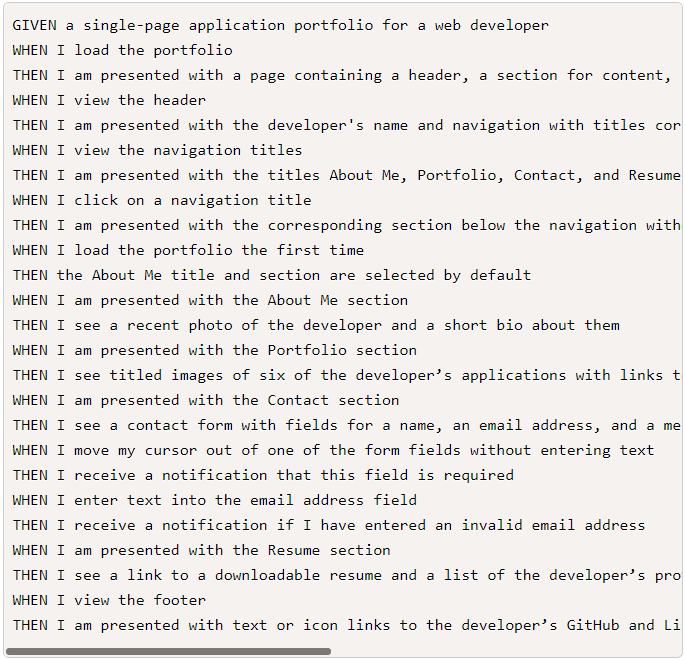 GIVEN a single-page application portfolio for a web developer
WHEN I load the portfolio
THEN I am presented with a page containing a header, a section for content,
WHEN I view the header
THEN I am presented with the developer's name and navigation with titles cor
WHEN I view the navigation titles
THEN I am presented with the titles About Me, Portfolio, Contact, and Resume
WHEN I click on a navigation title
THEN I am presented with the corresponding section below the navigation with
WHEN I load the portfolio the first time
THEN the About Me title and section are selected by default
WHEN I am presented with the About Me section
THEN I see a recent photo of the developer and a short bio about them
WHEN I am presented with the Portfolio section
THEN I see titled images of six of the developer’s applications with links t
WHEN I am presented with the Contact section
THEN I see a contact form with fields for a name, an email address, and a me
WHEN I move my cursor out of one of the form fields without entering text
THEN I receive a notification that this field is required
WHEN I enter text into the email address field
THEN I receive a notification if I have entered an invalid email address
WHEN I am presented with the Resume section
THEN I see a link to a downloadable resume and a list of the developer’s pro
WHEN I view the footer
THEN I am presented with text or icon links to the developer’s GitHub and Li